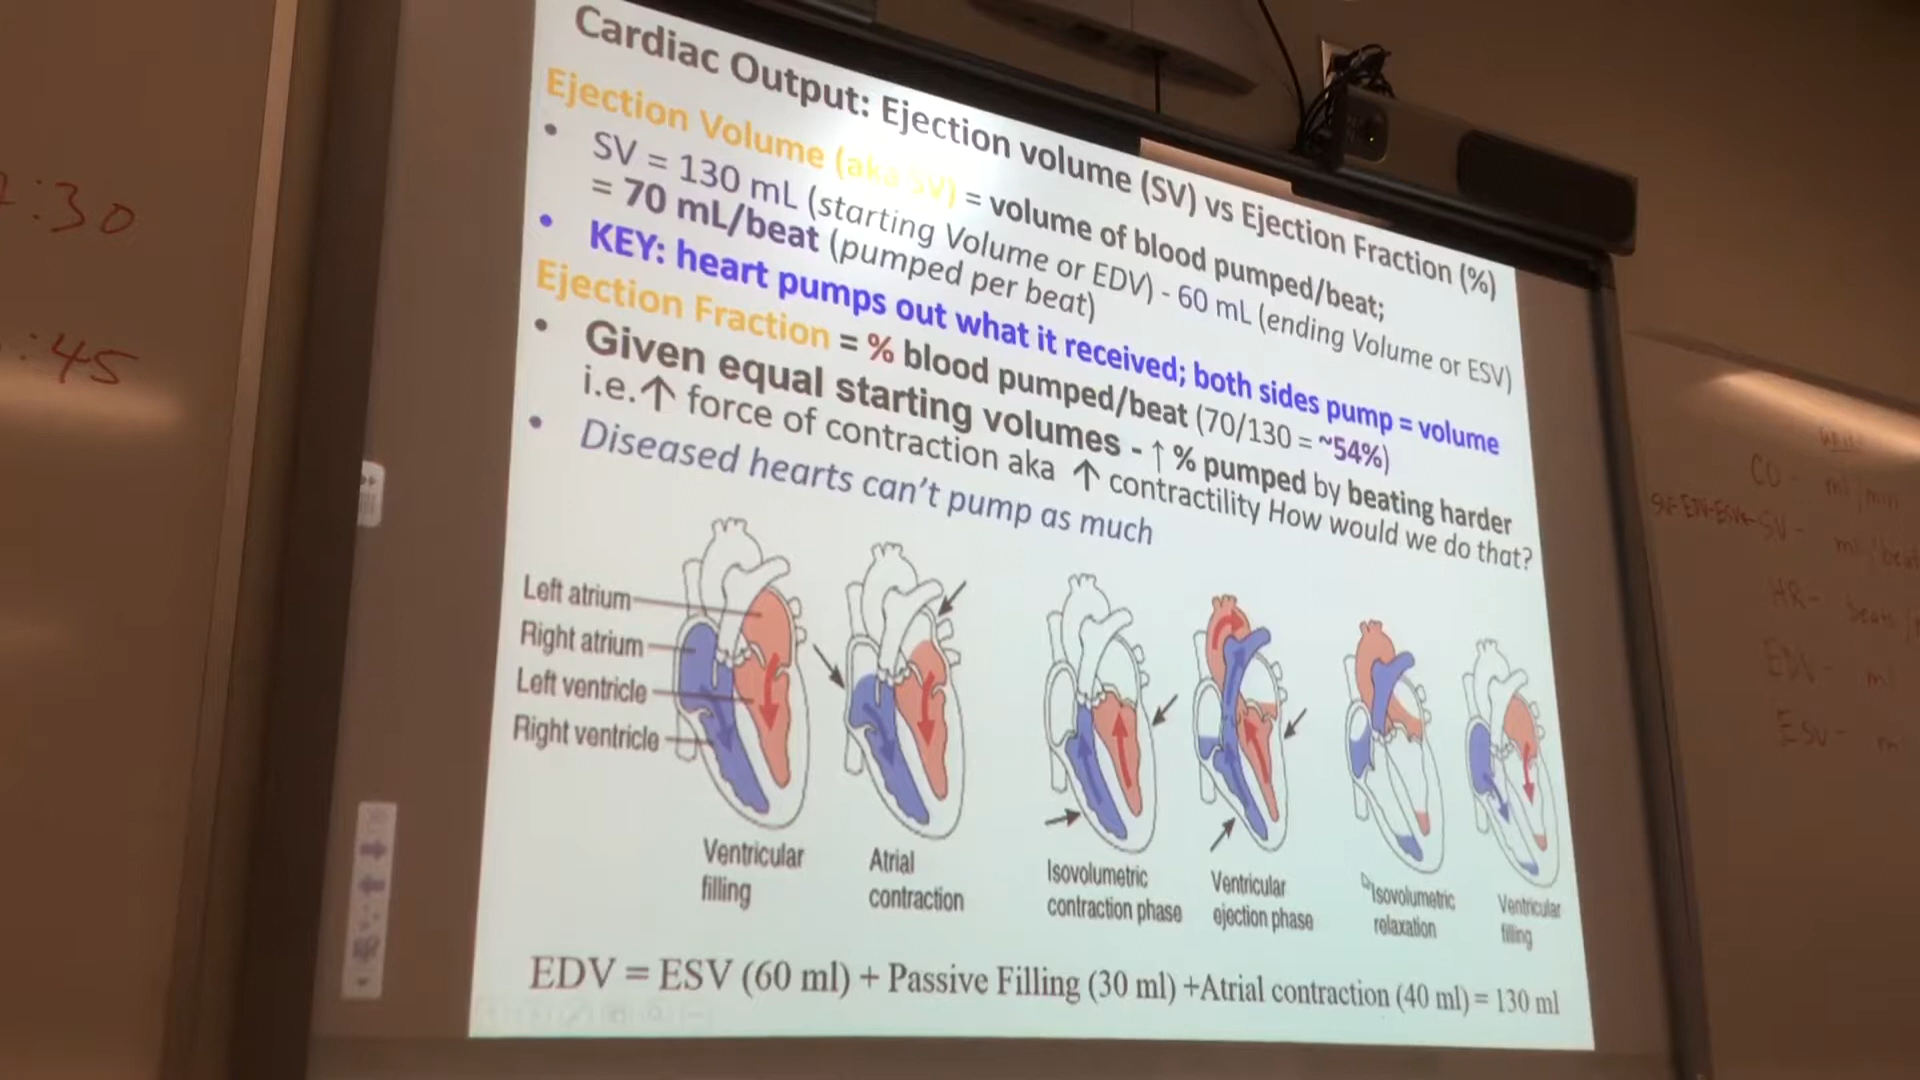 Cardiac Output: Ejection volume (SV) vs Ejection Fraction (%)
Ejection Volume (aka SV) = volume of blood pumped/beat;
• SV = 130 mL (starting Volume or EDV) - 60 mL (ending Volume or ESV)
= 70 mL/beat (pumped per beat)
• KEY: heart pumps out what it received; both sides pump = volume
Ejection Fraction = % blood pumped/beat (70/130 = ~54%)
• Given equal starting volumes - ↑ % pumped by beating harder
i.e. ↑ force of contraction aka ↑ contractility How would we do that?
• Diseased hearts can't pump as much
Left atrium
Right atrium
Left ventricle
Right ventricle
Ventricular
filling
Atrial
contraction
Isovolumetric
contraction phase
Ventricular
ejection phase
Isovolumetric
relaxation
Ventricular
filling
EDV = ESV (60 ml) + Passive Filling (30 ml) +Atrial contraction (40 ml) = 130 ml
:30
:45
CO - ml/min
SV - ml/beat
HR - beats/
EDV - ml
ESV - m